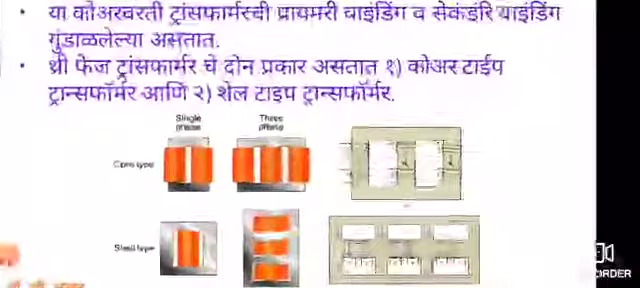 या कोअरवरती ट्रांसफार्मरची प्रायमरी वाइंडिंग व सेकंडरि वाइंडिंग
गुंडाळलेल्या असतात.
थ्री फेज ट्रांसफार्मर चे दोन प्रकार असतात १) कोअर टाईप
ट्रान्सफॉर्मर आणि २) शेल टाइप ट्रान्सफॉर्मर.
Single phase
Three phase
Core type
Shell type